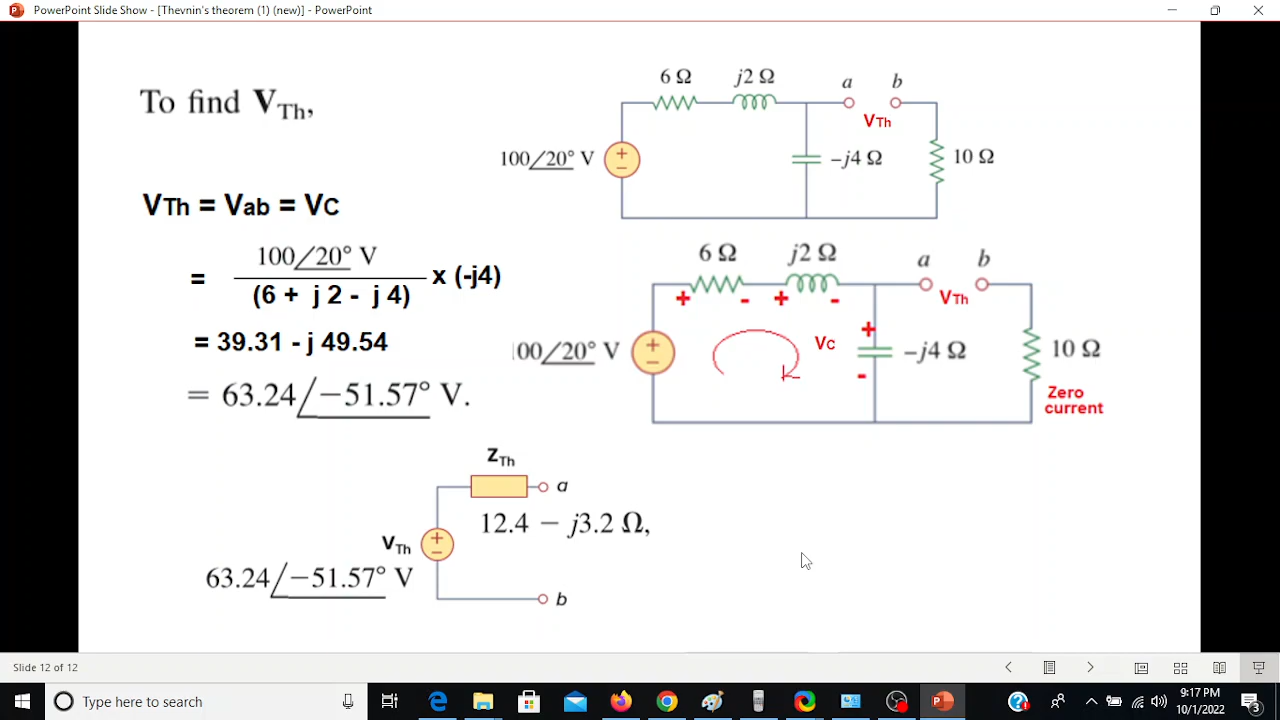 PowerPoint Slide Show - [Thevnin's theorem (1) (new)] - PowerPoint
To find VTh,
6 Ω
j2 Ω
a
b
VTh
100/20° V
+
−
−j4 Ω
10 Ω
VTh = Vab = VC
= 100/20° V
(6 + j 2 - j 4)
x (-j4)
= 39.31 - j 49.54
= 63.24/−51.57° V.
6 Ω
j2 Ω
a
b
+ - + -
VTh
00/20° V
+
−
VC
+
-
−j4 Ω
10 Ω
Zero
current
ZTh
a
12.4 − j3.2 Ω,
VTh
+
−
63.24/−51.57° V
b
Slide 12 of 12
Type here to search
9:17 PM
10/1/2022
3